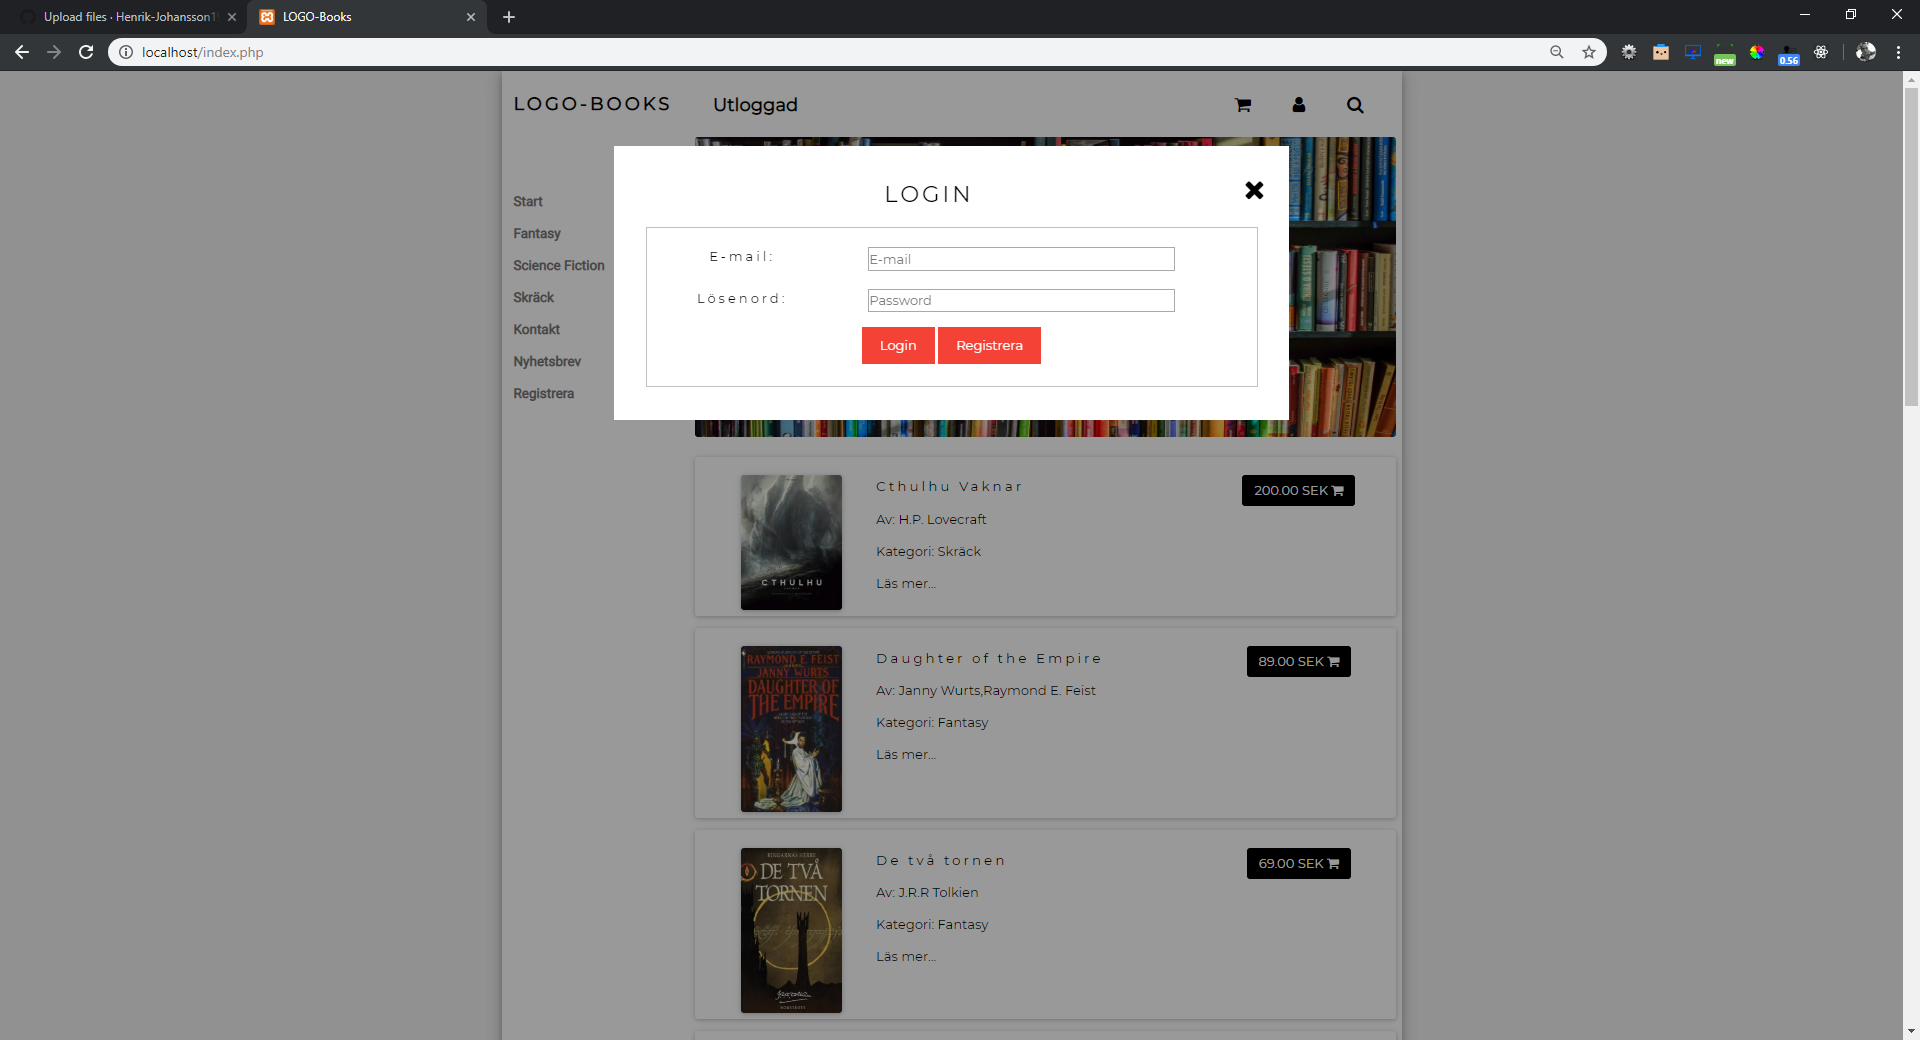 Upload files · Henrik-Johansson1
LOGO-Books
localhost/index.php
new
0.56
LOGO-BOOKS
Utloggad
LOGIN
Start
Fantasy
Science Fiction
Skräck
Kontakt
Nyhetsbrev
Registrera
E-mail:
E-mail
Lösenord:
Password
Login
Registrera
Cthulhu Vaknar
200.00 SEK
Av: H.P. Lovecraft
Kategori: Skräck
Läs mer...
CTHULHU
Daughter of the Empire
89.00 SEK
Av: Janny Wurts,Raymond E. Feist
Kategori: Fantasy
Läs mer...
RAYMOND E. FEIST
JANNY WURTS
DAUGHTER OF
THE EMPIRE
De två tornen
69.00 SEK
Av: J.R.R Tolkien
Kategori: Fantasy
Läs mer...
DE TVÅ
TORNEN